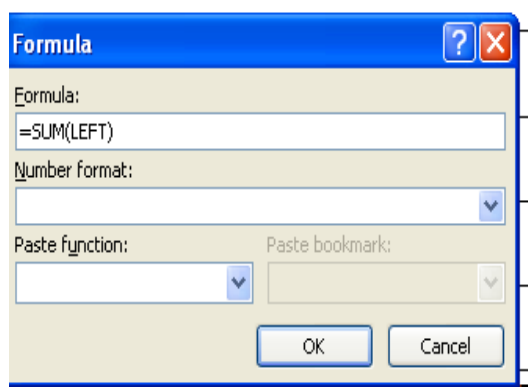 Formula
Formula:
=SUM(LEFT)
Number format:
Paste function: Paste bookmark:
OK Cancel